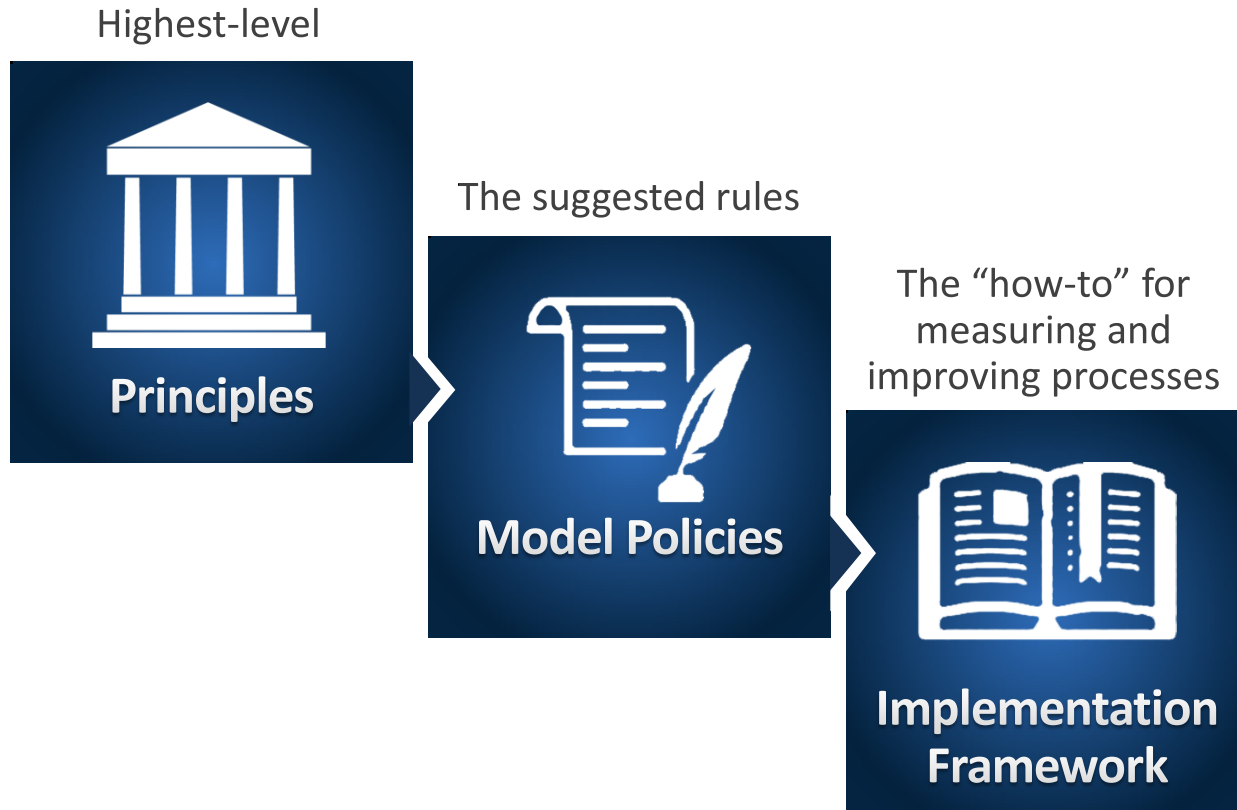 Highest-level
Principles
The suggested rules
Model Policies
The “how-to” for
measuring and
improving processes
Implementation
Framework